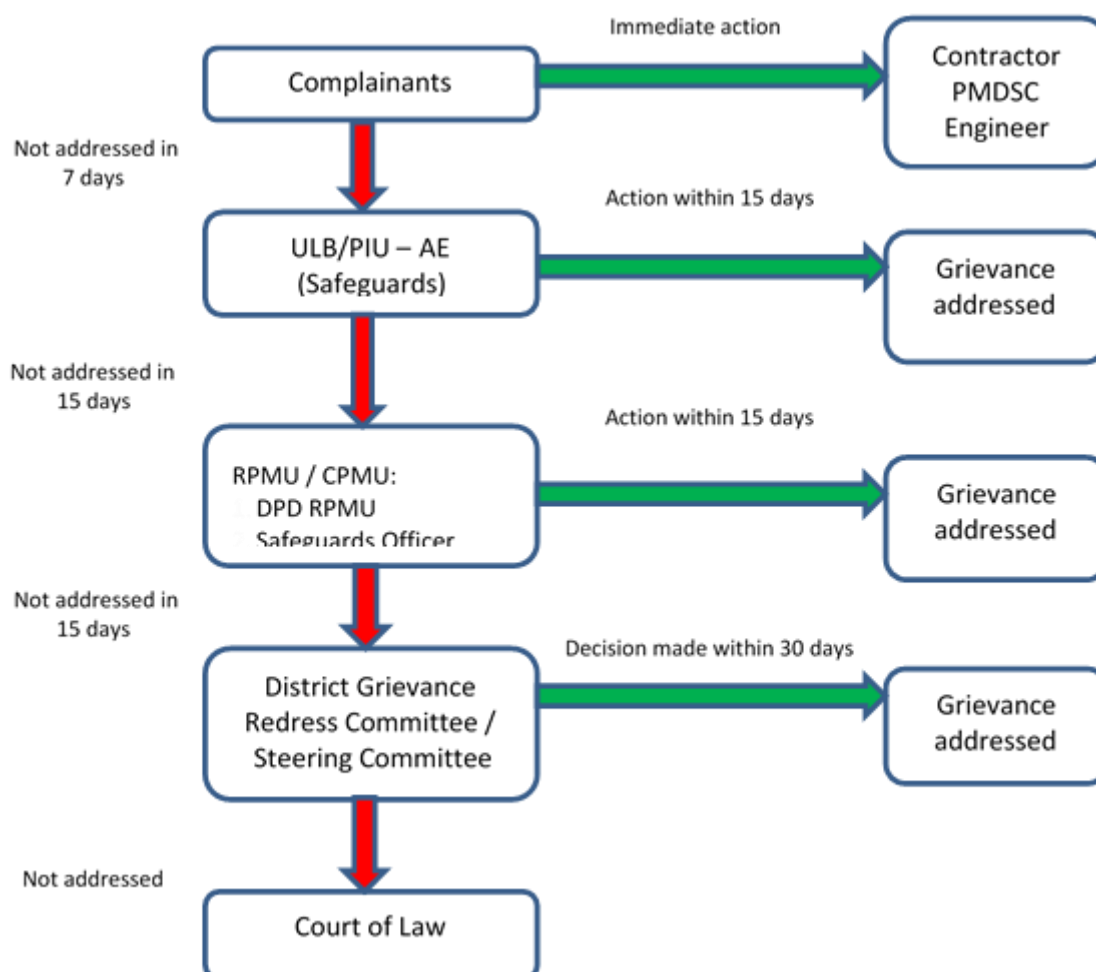 Immediate action
Complainants
Contractor
PMDSC
Engineer
Not addressed in
7 days
Action within 15 days
ULB/PIU – AE
(Safeguards)
Grievance
addressed
Not addressed in
15 days
Action within 15 days
RPMU / CPMU:
1. DPD RPMU
2. Safeguards Officer
Grievance
addressed
Not addressed in
15 days
Decision made within 30 days
District Grievance
Redress Committee /
Steering Committee
Grievance
addressed
Not addressed
Court of Law